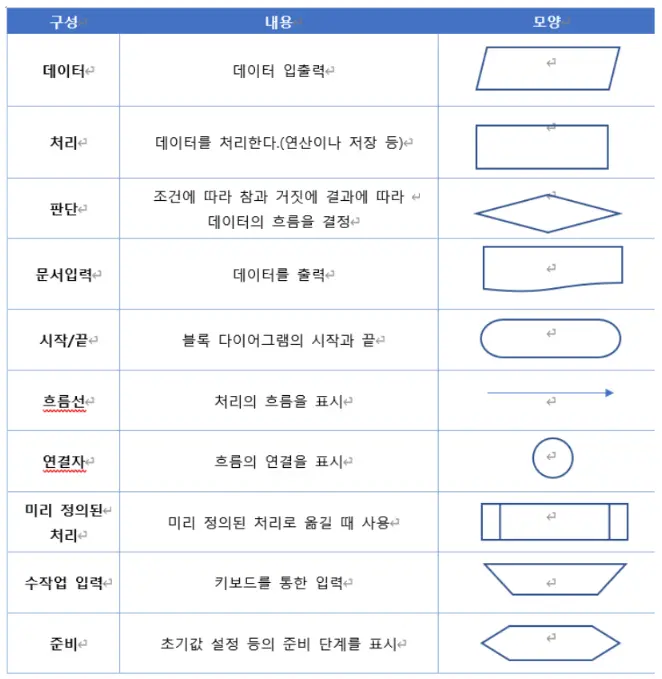 구성 내용 모양
데이터 데이터 입출력
처리 데이터를 처리한다.(연산이나 저장 등)
판단 조건에 따라 참과 거짓에 결과에 따라
데이터의 흐름을 결정
문서입력 데이터를 출력
시작/끝 블록 다이어그램의 시작과 끝
흐름선 처리의 흐름을 표시
연결자 흐름의 연결을 표시
미리 정의된
처리 미리 정의된 처리로 옮길 때 사용
수작업 입력 키보드를 통한 입력
준비 초기값 설정 등의 준비 단계를 표시